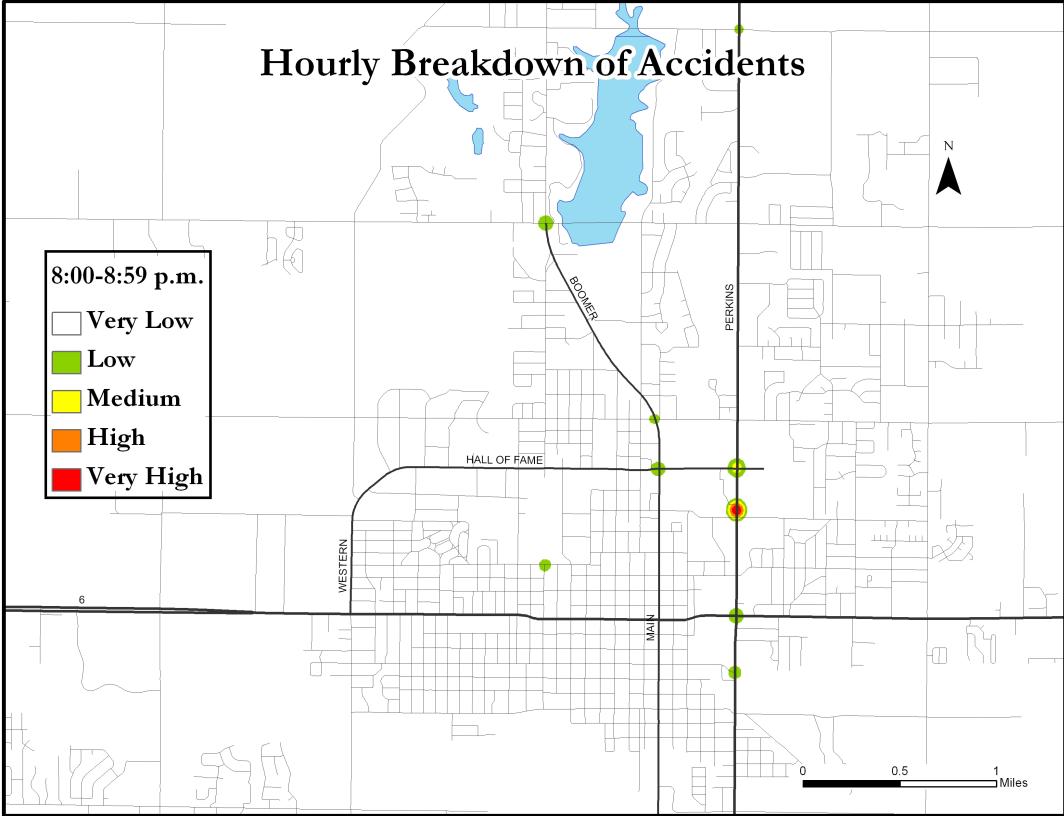 Hourly Breakdown of Accidents
N
8:00-8:59 p.m.
Very Low
Low
Medium
High
Very High
BOOMER
PERKINS
HALL OF FAME
WESTERN
6
MAIN
0 0.5 1
Miles